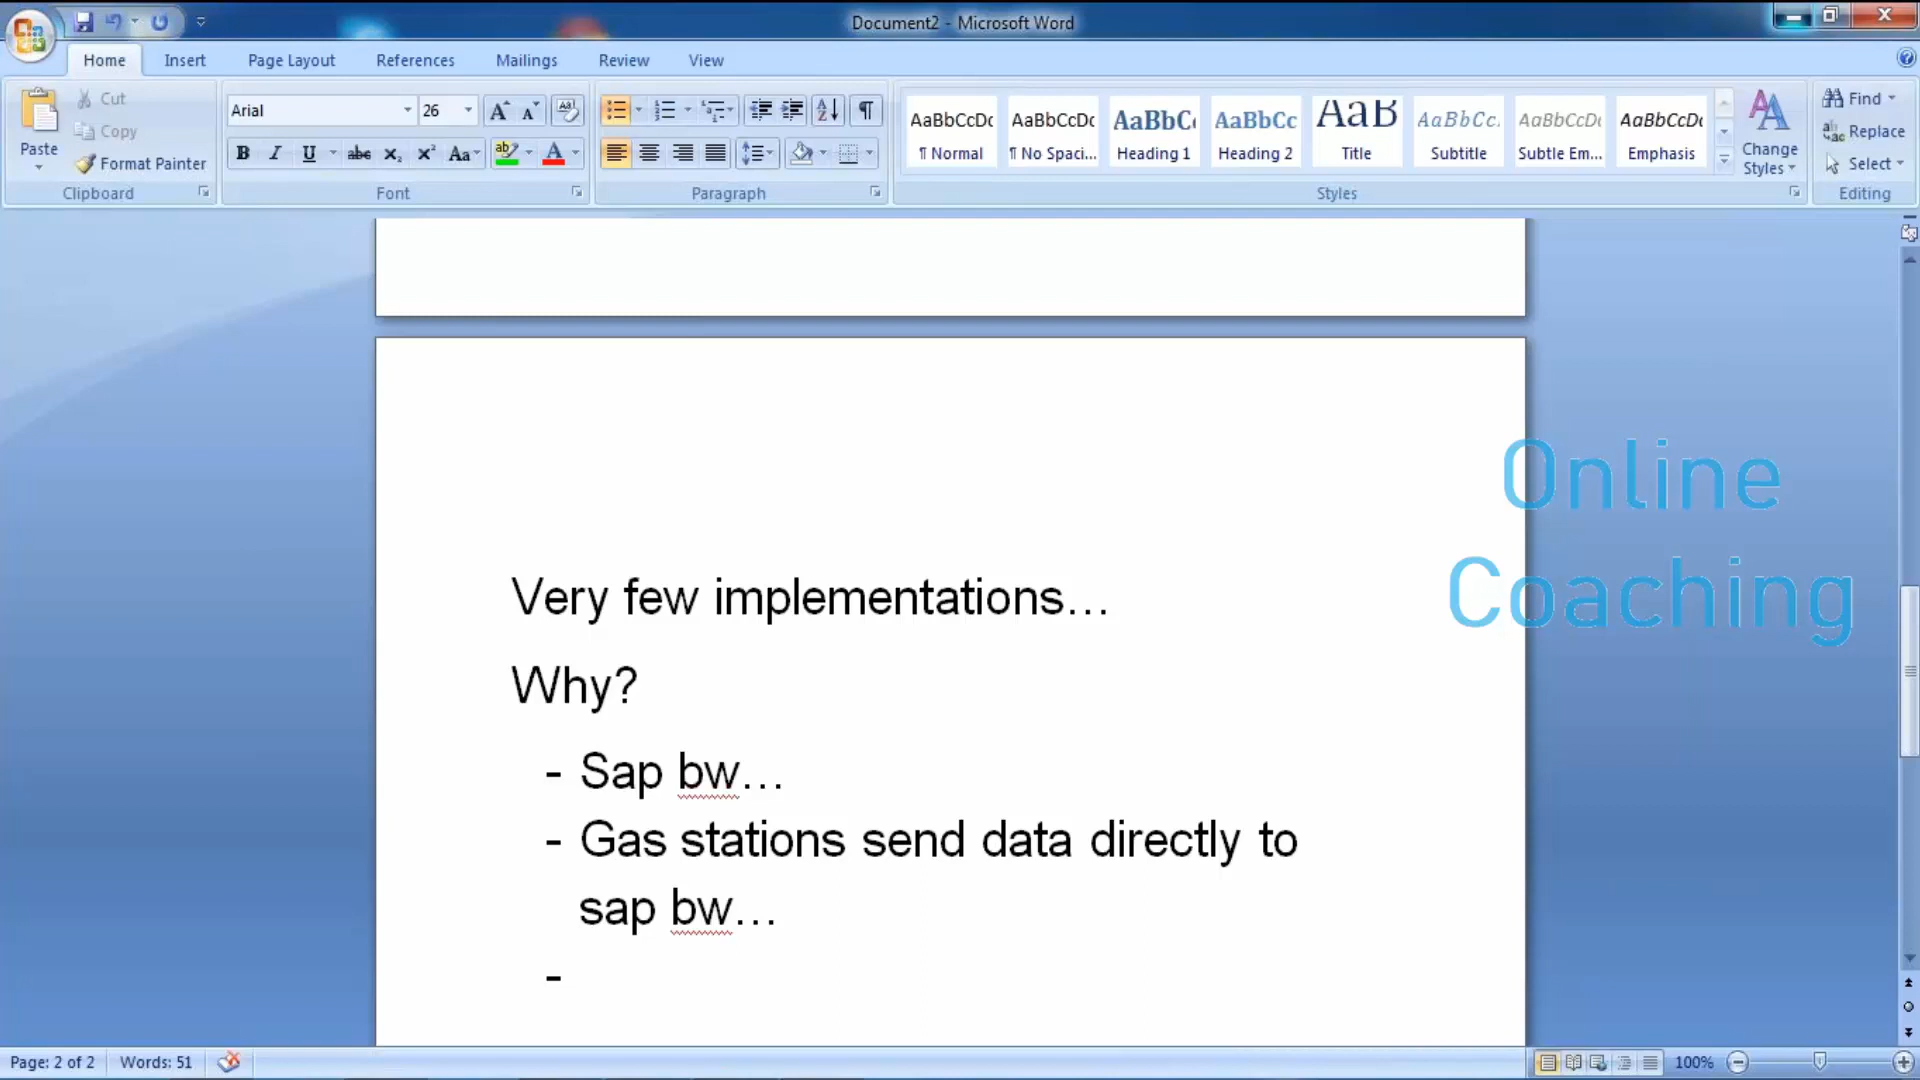 Document2 - Microsoft Word
Home Insert Page Layout References Mailings Review View
Paste
Cut
Copy
Format Painter
Clipboard
Arial 26
Font
Paragraph
AaBbCcDc AaBbCcDc AaBbC AaBbCc AaB AaBbCc. AaBbCcDc AaBbCcDc
¶ Normal ¶ No Spaci... Heading 1 Heading 2 Title Subtitle Subtle Em... Emphasis
Styles
Change
Styles
Find
Replace
Select
Editing
Online
Coaching
Very few implementations…
Why?
- Sap bw…
- Gas stations send data directly to
sap bw…
-
Page: 2 of 2 Words: 51 100%